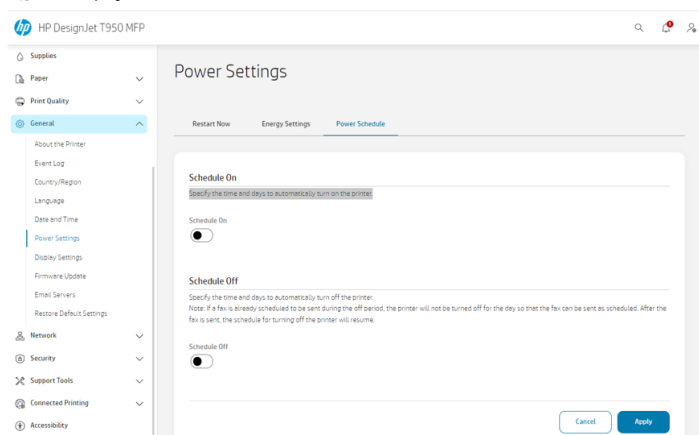 hp HP DesignJet T950 MFP
Supplies
Paper
Print Quality
General
About the Printer
Event Log
Country/Region
Language
Date and Time
Power Settings
Display Settings
Firmware Update
Email Servers
Restore Default Settings
Network
Security
Support Tools
Connected Printing
Accessibility
Power Settings
Restart Now Energy Settings Power Schedule
Schedule On
Specify the time and days to automatically turn on the printer.
Schedule On
Schedule Off
Specify the time and days to automatically turn off the printer.
Note: If a fax is already scheduled to be sent during the off period, the printer will not be turned off for the day so that the fax can be sent as scheduled. After the
fax is sent, the schedule for turning off the printer will resume.
Schedule Off
Cancel Apply